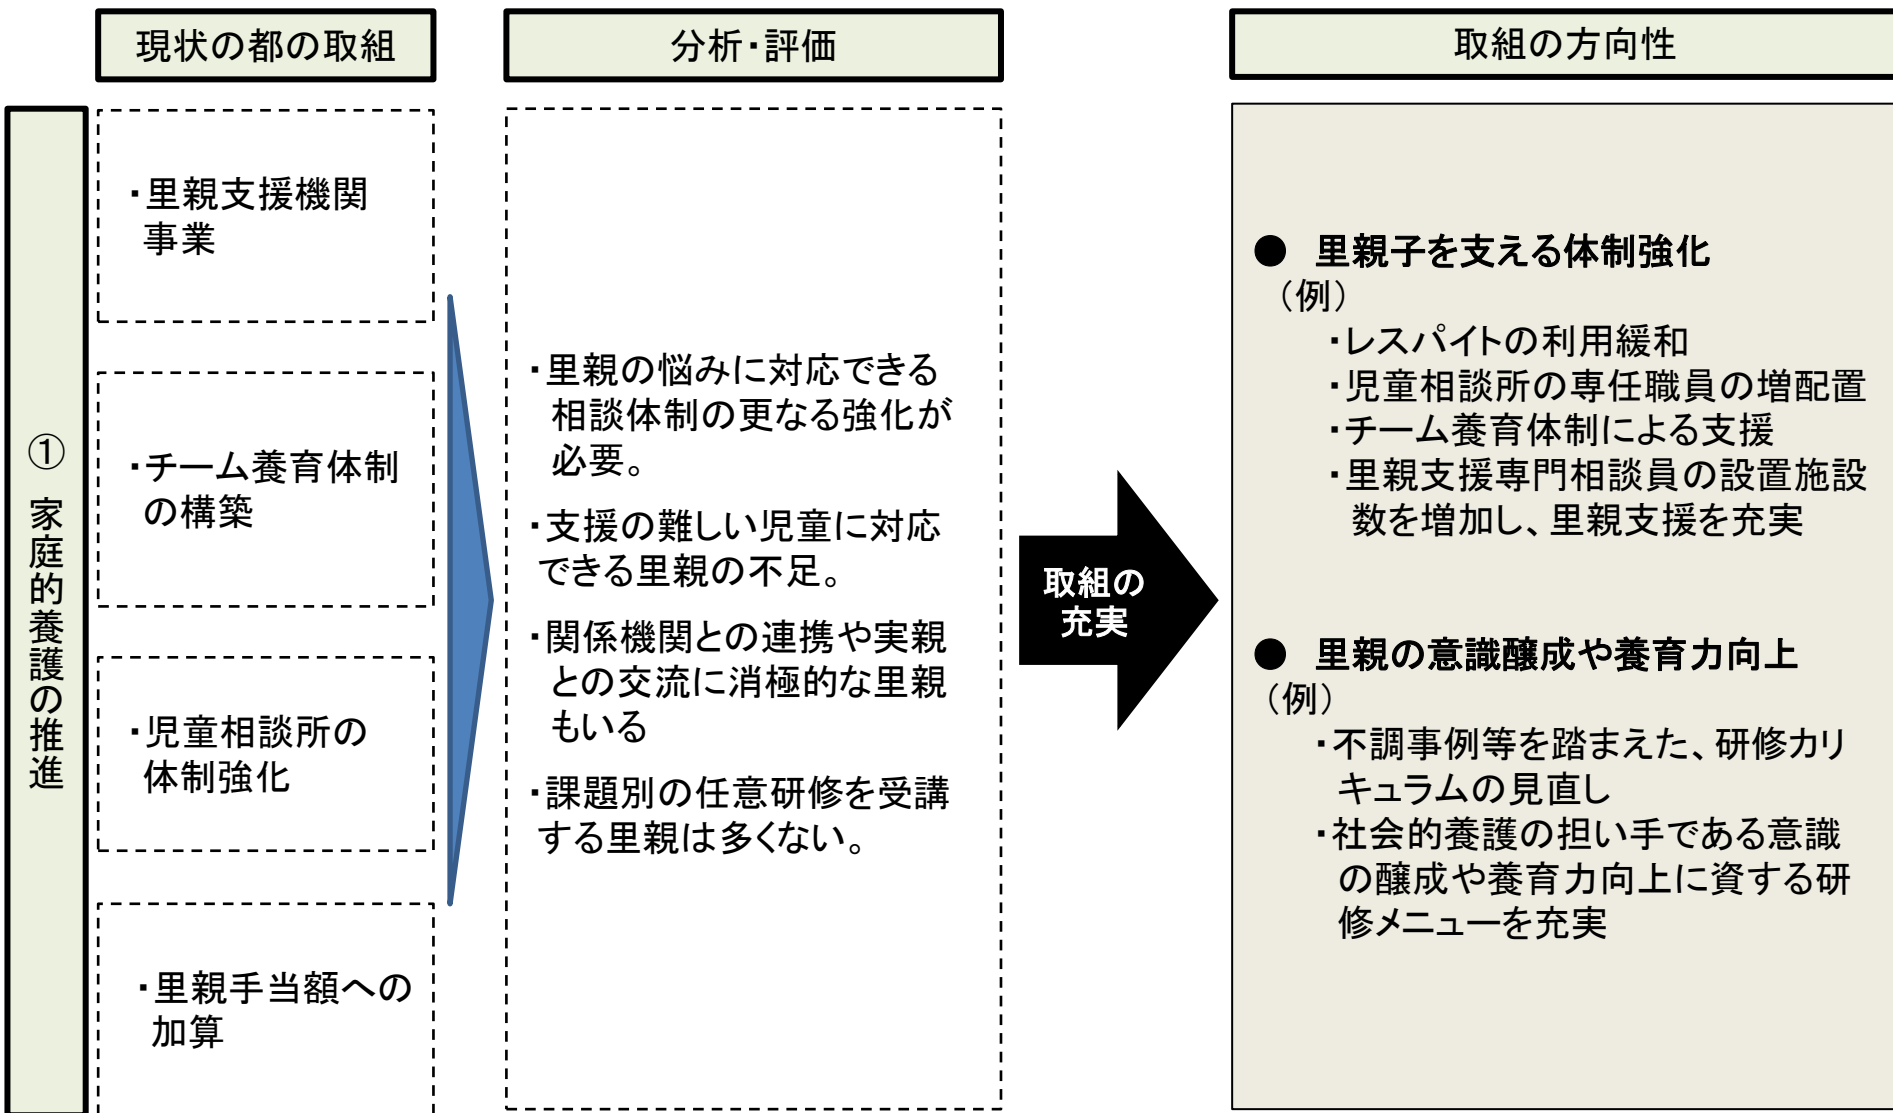 現状の都の取組
分析・評価
取組の方向性
① 家庭的養護の推進
・里親支援機関
事業
・チーム養育体制
の構築
・児童相談所の
体制強化
・里親手当額への
加算
・里親の悩みに対応できる
相談体制の更なる強化が
必要。
・支援の難しい児童に対応
できる里親の不足。
・関係機関との連携や実親
との交流に消極的な里親
もいる
・課題別の任意研修を受講
する里親は多くない。
取組の
充実
● 里親子を支える体制強化
（例）
・レスパイトの利用緩和
・児童相談所の専任職員の増配置
・チーム養育体制による支援
・里親支援専門相談員の設置施設
数を増加し、里親支援を充実
● 里親の意識醸成や養育力向上
（例）
・不調事例等を踏まえた、研修カリ
キュラムの見直し
・社会的養護の担い手である意識
の醸成や養育力向上に資する研
修メニューを充実